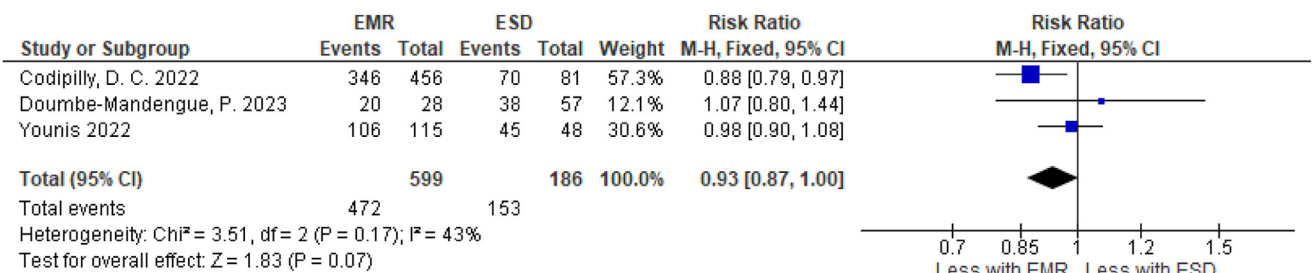 EMR ESD Risk Ratio Risk Ratio
Study or Subgroup Events Total Events Total Weight M-H, Fixed, 95% CI M-H, Fixed, 95% CI
Codipilly, D. C. 2022 346 456 70 81 57.3% 0.88 [0.79, 0.97]
Doumbe-Mandengue, P. 2023 20 28 38 57 12.1% 1.07 [0.80, 1.44]
Younis 2022 106 115 45 48 30.6% 0.98 [0.90, 1.08]
Total (95% CI) 599 186 100.0% 0.93 [0.87, 1.00]
Total events 472 153
Heterogeneity: Chi² = 3.51, df = 2 (P = 0.17); I² = 43%
Test for overall effect: Z = 1.83 (P = 0.07)
0.7 0.85 1 1.2 1.5
Less with EMR Less with ESD